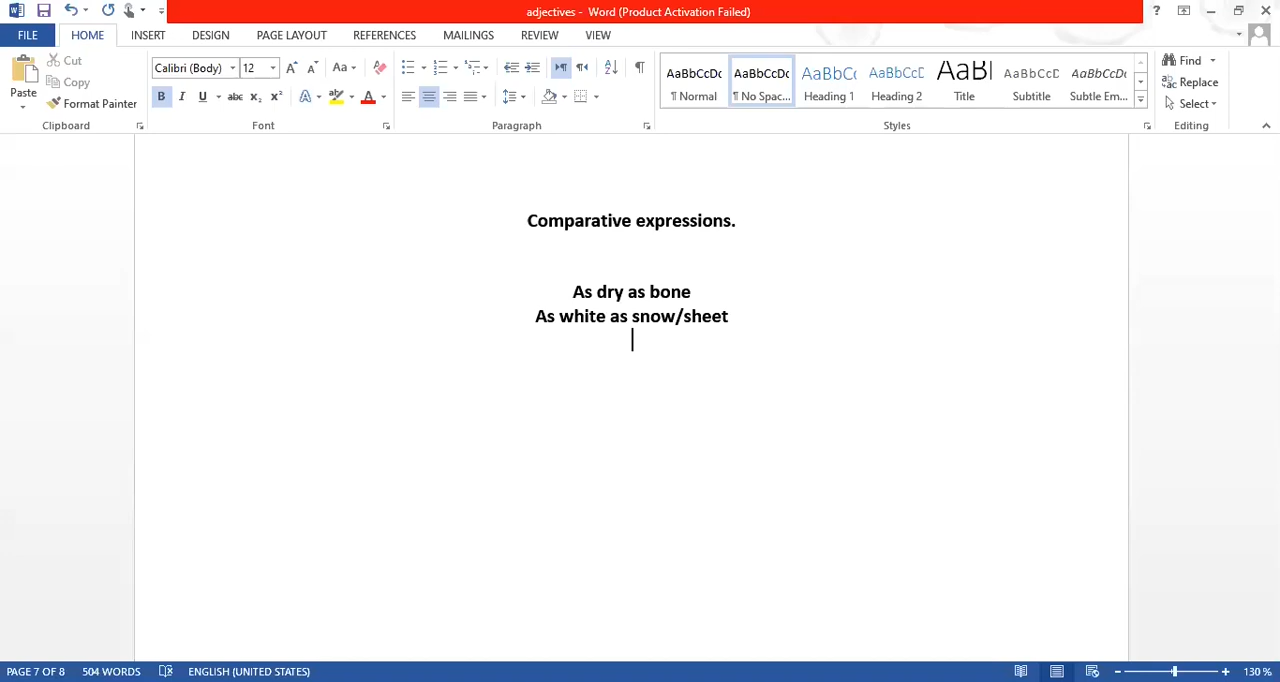 adjectives - Word (Product Activation Failed)
FILE HOME INSERT DESIGN PAGE LAYOUT REFERENCES MAILINGS REVIEW VIEW
Paste
Cut
Copy
Format Painter
Clipboard
Calibri (Body) 12
Font
Paragraph
AaBbCcDc AaBbCcDc AaBbCc AaBbCcD AaBl AaBbCcD AaBbCcDc
¶ Normal ¶ No Spac... Heading 1 Heading 2 Title Subtitle Subtle Em...
Styles
Find
Replace
Select
Editing
Comparative expressions.
As dry as bone
As white as snow/sheet
PAGE 7 OF 8 504 WORDS ENGLISH (UNITED STATES) 130 %